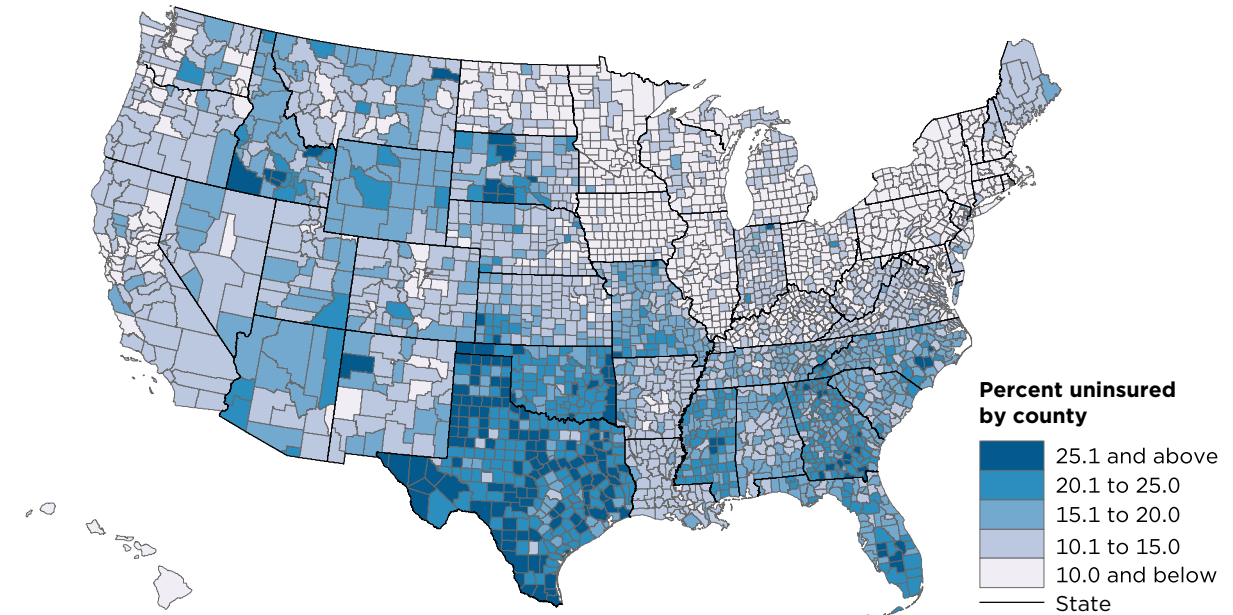 Percent uninsured
by county
25.1 and above
20.1 to 25.0
15.1 to 20.0
10.1 to 15.0
10.0 and below
State